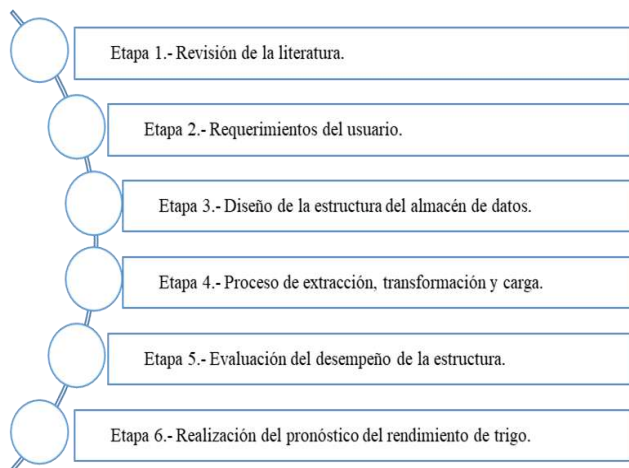 Etapa 1.- Revisión de la literatura.
Etapa 2.- Requerimientos del usuario.
Etapa 3.- Diseño de la estructura del almacén de datos.
Etapa 4.- Proceso de extracción, transformación y carga.
Etapa 5.- Evaluación del desempeño de la estructura.
Etapa 6.- Realización del pronóstico del rendimiento de trigo.